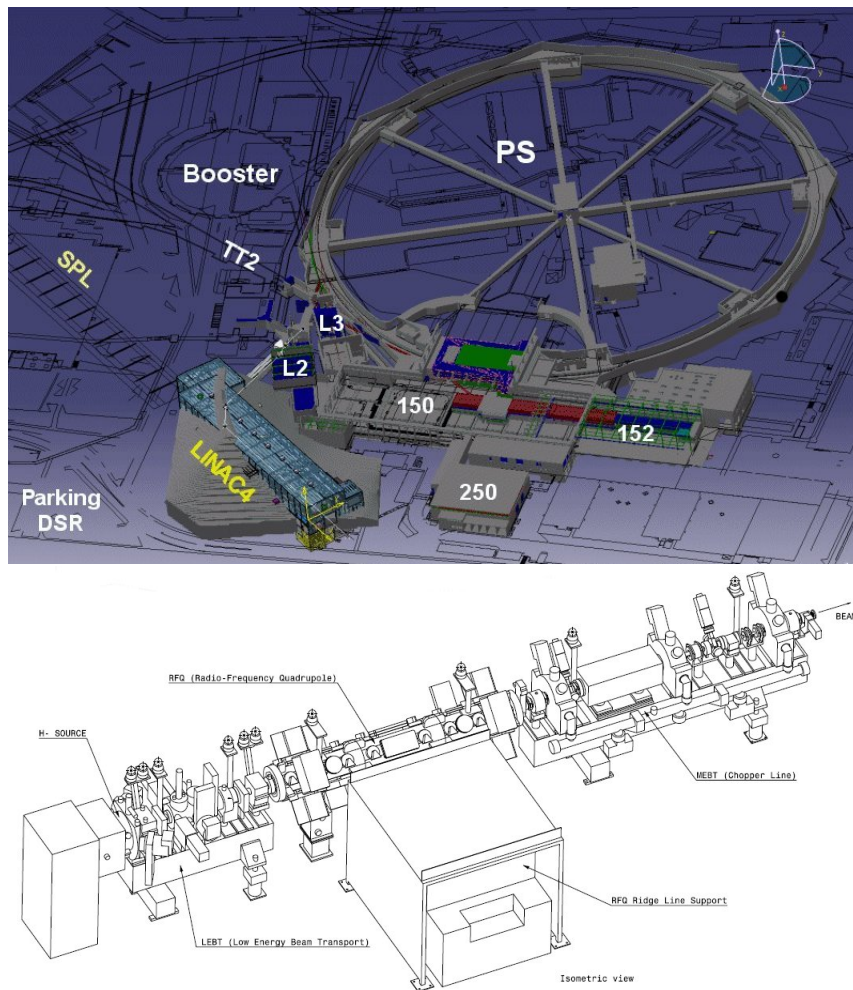 PS
Booster
TT2
SPL
L3
L2
150
152
250
LINAC4
Parking
DSR
z
y
x
BEAM
RFQ (Radio-Frequency Quadrupole)
H- SOURCE
MEBT (Chopper Line)
RFQ Ridge Line Support
LEBT (Low Energy Beam Transport)
Isometric view